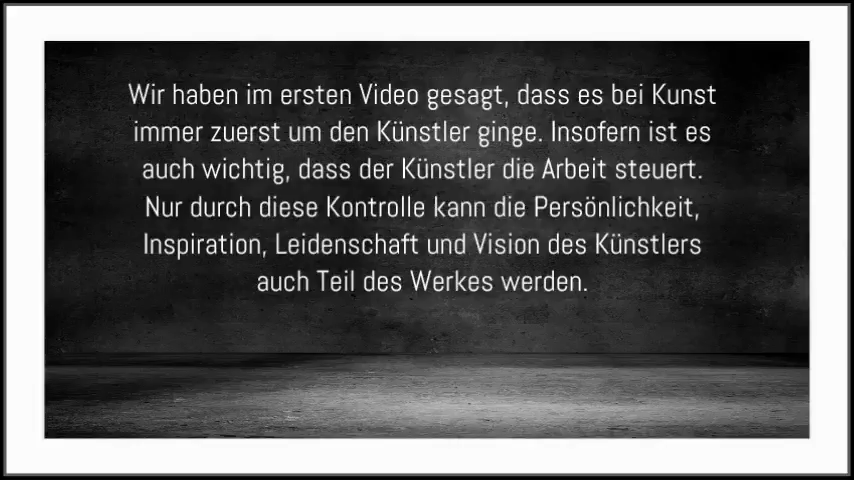 Wir haben im ersten Video gesagt, dass es bei Kunst
immer zuerst um den Künstler ginge. Insofern ist es
auch wichtig, dass der Künstler die Arbeit steuert.
Nur durch diese Kontrolle kann die Persönlichkeit,
Inspiration, Leidenschaft und Vision des Künstlers
auch Teil des Werkes werden.